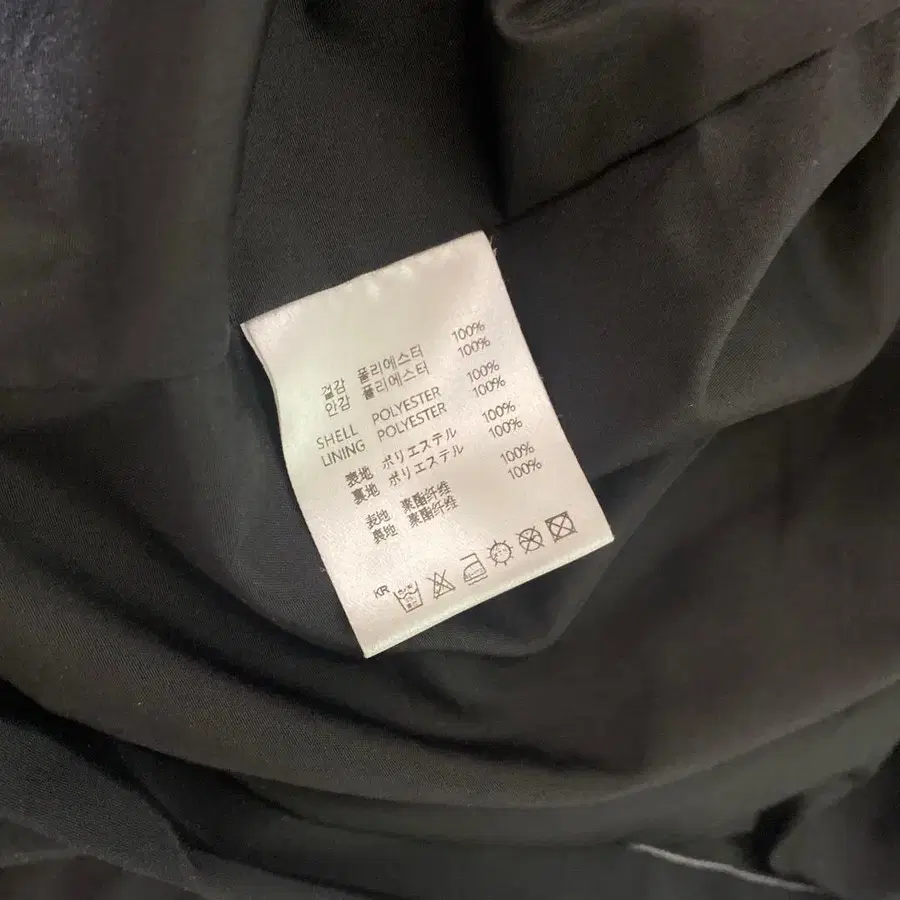 겉감 폴리에스터 100%
안감 폴리에스터 100%
SHELL POLYESTER 100%
LINING POLYESTER 100%
表地 ポリエステル 100%
裏地 ポリエステル 100%
表地 聚酯纤维 100%
裏地 聚酯纤维 100%
KR